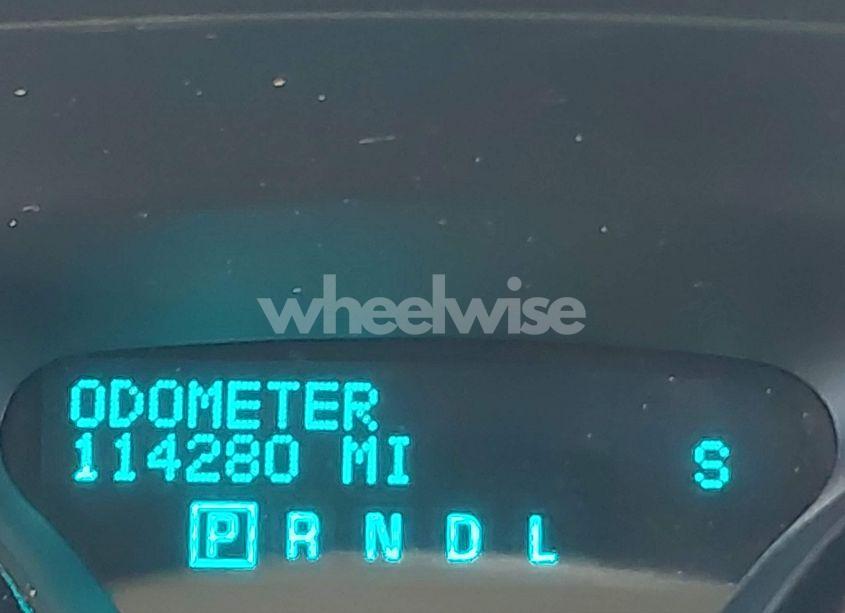 wheelwise
ODOMETER
114280 MI S
P R N D L